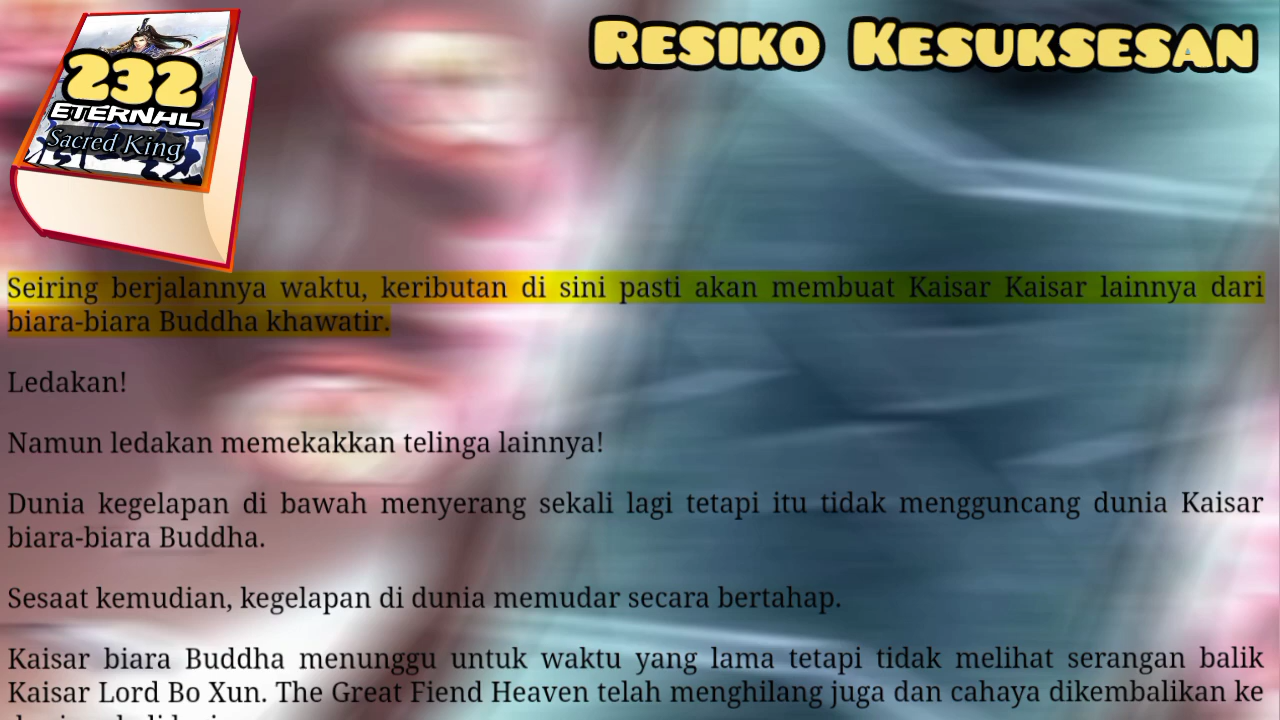 Resiko Kesuksesan
232
ETERNAL
Sacred King
Seiring berjalannya waktu, keributan di sini pasti akan membuat Kaisar Kaisar lainnya dari
biara-biara Buddha khawatir.
Ledakan!
Namun ledakan memekakkan telinga lainnya!
Dunia kegelapan di bawah menyerang sekali lagi tetapi itu tidak mengguncang dunia Kaisar
biara-biara Buddha.
Sesaat kemudian, kegelapan di dunia memudar secara bertahap.
Kaisar biara Buddha menunggu untuk waktu yang lama tetapi tidak melihat serangan balik
Kaisar Lord Bo Xun. The Great Fiend Heaven telah menghilang juga dan cahaya dikembalikan ke